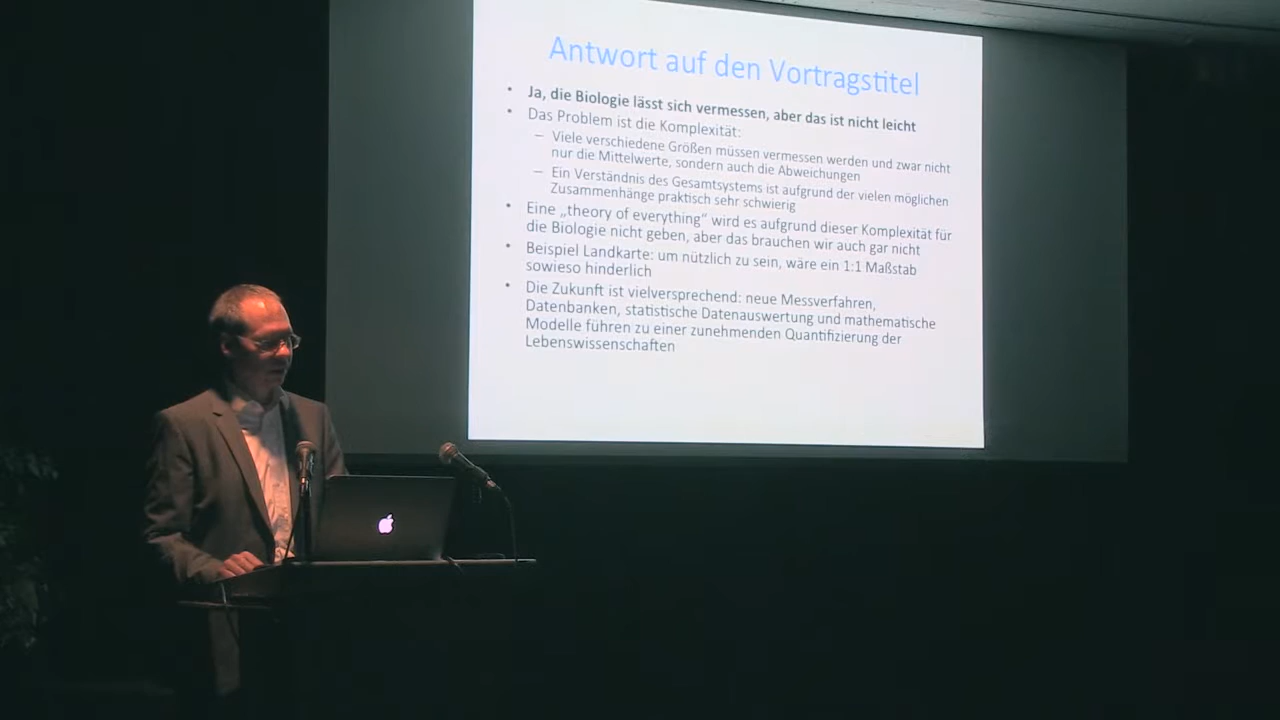 Antwort auf den Vortragstitel
• Ja, die Biologie lässt sich vermessen, aber das ist nicht leicht
• Das Problem ist die Komplexität:
– Viele verschiedene Größen müssen vermessen werden und zwar nicht
nur die Mittelwerte, sondern auch die Abweichungen
– Ein Verständnis des Gesamtsystems ist aufgrund der vielen möglichen
Zusammenhänge praktisch sehr schwierig
• Eine „theory of everything“ wird es aufgrund dieser Komplexität für
die Biologie nicht geben, aber das brauchen wir auch gar nicht
• Beispiel Landkarte: um nützlich zu sein, wäre ein 1:1 Maßstab
sowieso hinderlich
• Die Zukunft ist vielversprechend: neue Messverfahren,
Datenbanken, statistische Datenauswertung und mathematische
Modelle führen zu einer zunehmenden Quantifizierung der
Lebenswissenschaften